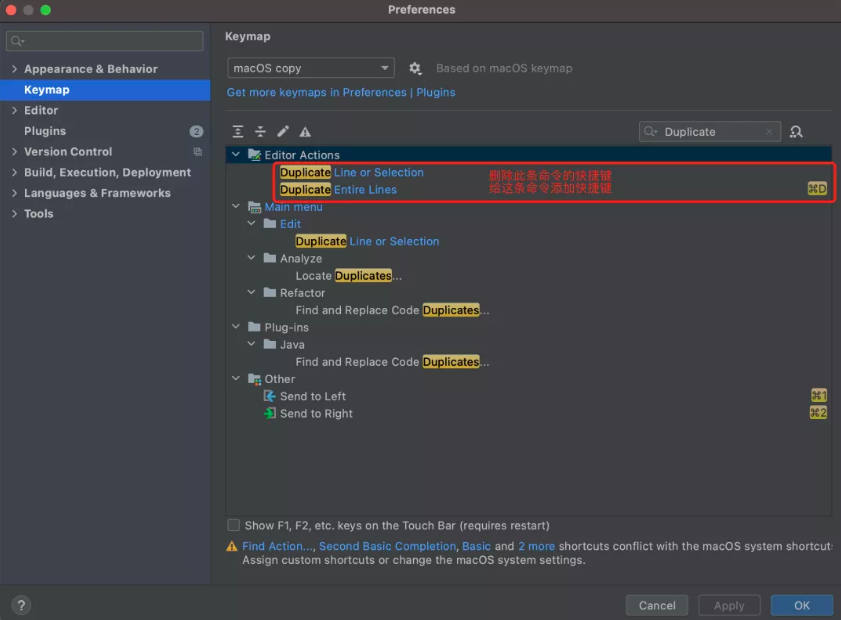 Preferences
Keymap
Appearance & Behavior
Keymap
Editor
Plugins 2
Version Control
Build, Execution, Deployment
Languages & Frameworks
Tools
macOS copy
Based on macOS keymap
Get more keymaps in Preferences | Plugins
Duplicate
Editor Actions
Duplicate Line or Selection 删除此条命令的快捷键
Duplicate Entire Lines 给这条命令添加快捷键 ⌘D
Main menu
Edit
Duplicate Line or Selection
Analyze
Locate Duplicates...
Refactor
Find and Replace Code Duplicates...
Plug-ins
Java
Find and Replace Code Duplicates...
Other
Send to Left ⌘1
Send to Right ⌘2
Show F1, F2, etc. keys on the Touch Bar (requires restart)
Find Action..., Second Basic Completion, Basic and 2 more shortcuts conflict with the macOS system shortcut
Assign custom shortcuts or change the macOS system settings.
? Cancel Apply OK